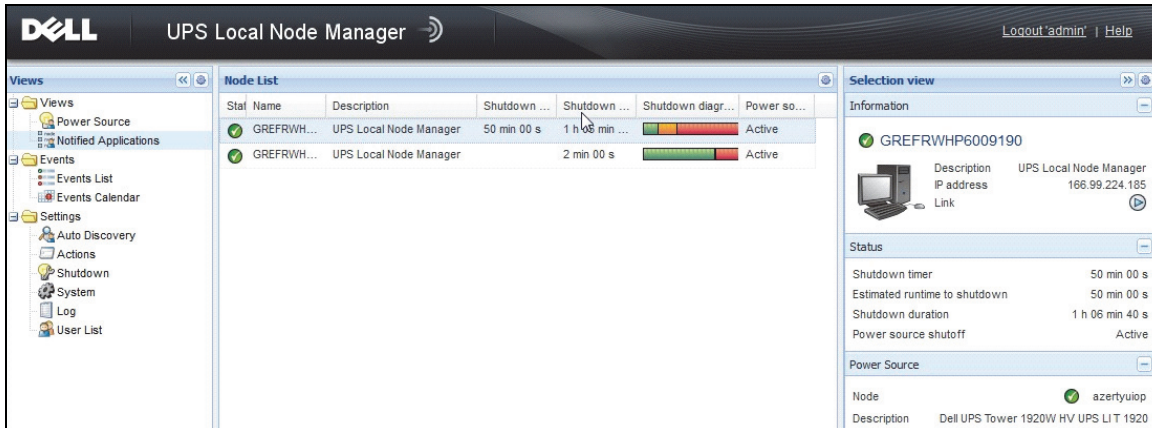 DELL UPS Local Node Manager Logout 'admin' | Help
Views
Views
Power Source
Notified Applications
Events
Events List
Events Calendar
Settings
Auto Discovery
Actions
Shutdown
System
Log
User List
Node List
Stat Name Description Shutdown ... Shutdown ... Shutdown diagr... Power so...
GREFRWH... UPS Local Node Manager 50 min 00 s 1 h 06 min ... Active
GREFRWH... UPS Local Node Manager 2 min 00 s Active
Selection view
Information
GREFRWHP6009190
Description UPS Local Node Manager
IP address 166.99.224.185
Link
Status
Shutdown timer 50 min 00 s
Estimated runtime to shutdown 50 min 00 s
Shutdown duration 1 h 06 min 40 s
Power source shutoff Active
Power Source
Node azertyuiop
Description Dell UPS Tower 1920W HV UPS LI T 1920